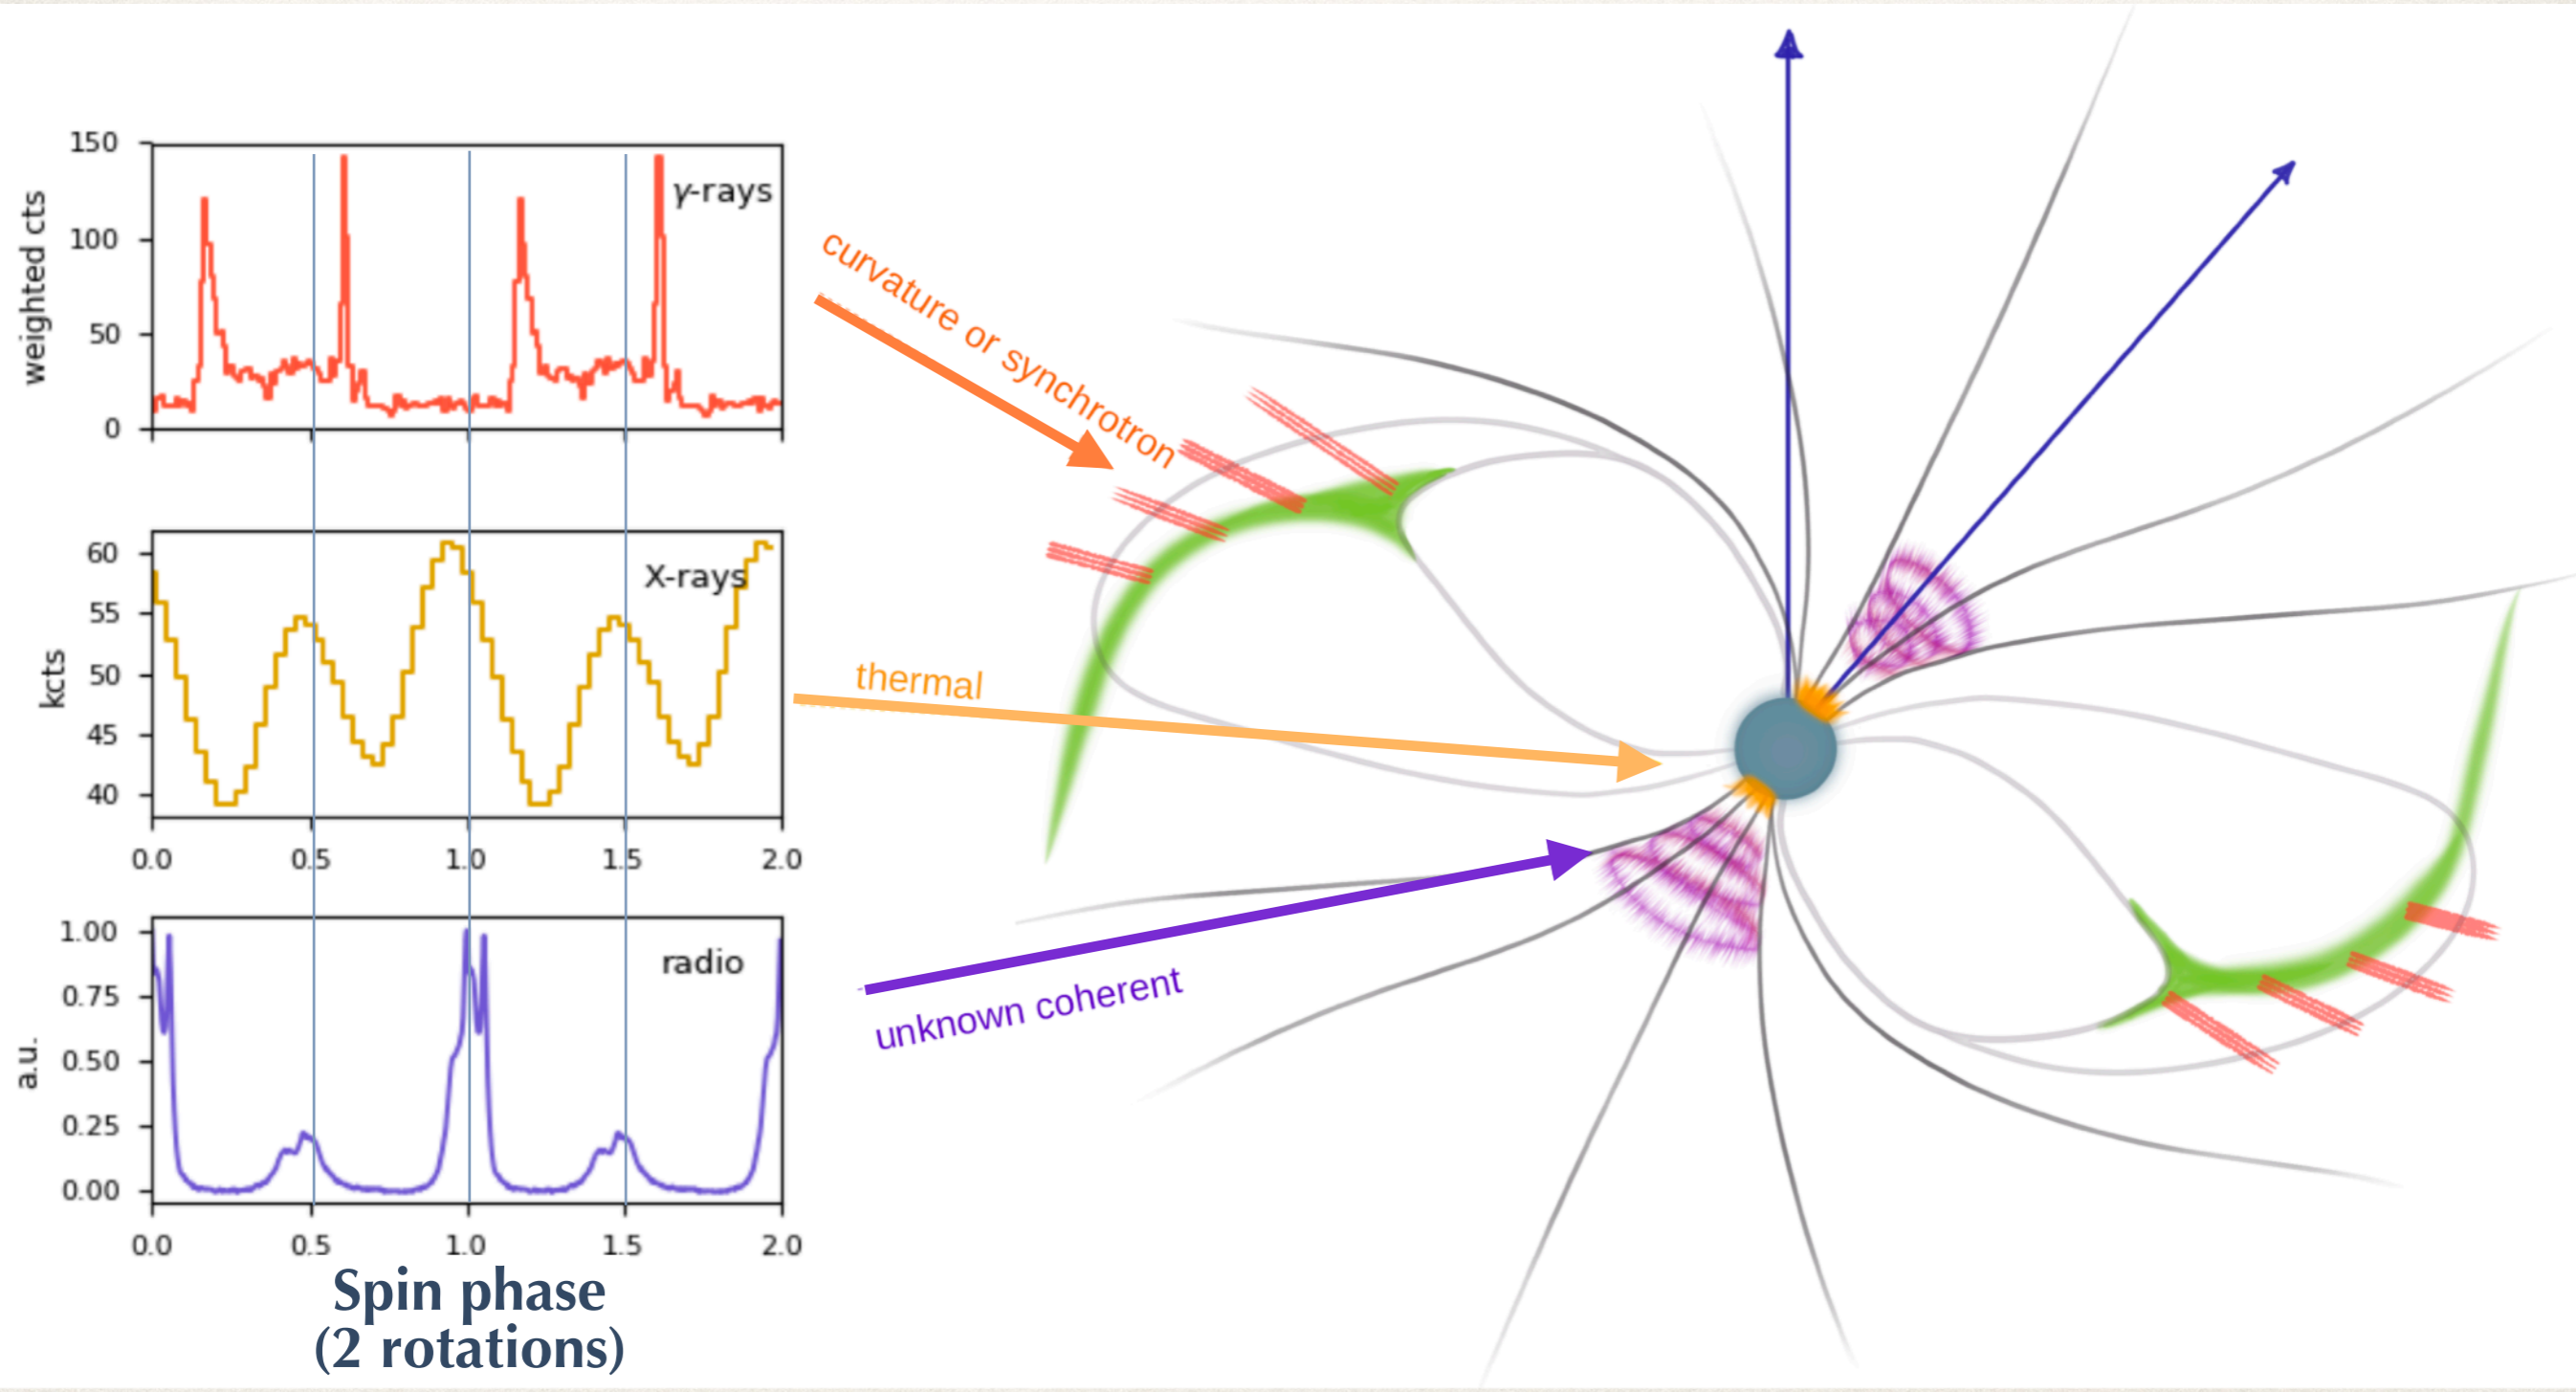 150
100
50
0
weighted cts
γ-rays
60
55
50
45
40
kcts
X-rays
0.0 0.5 1.0 1.5 2.0
1.00
0.75
0.50
0.25
0.00
a.u.
radio
0.0 0.5 1.0 1.5 2.0
Spin phase
(2 rotations)
curvature or synchrotron
thermal
unknown coherent